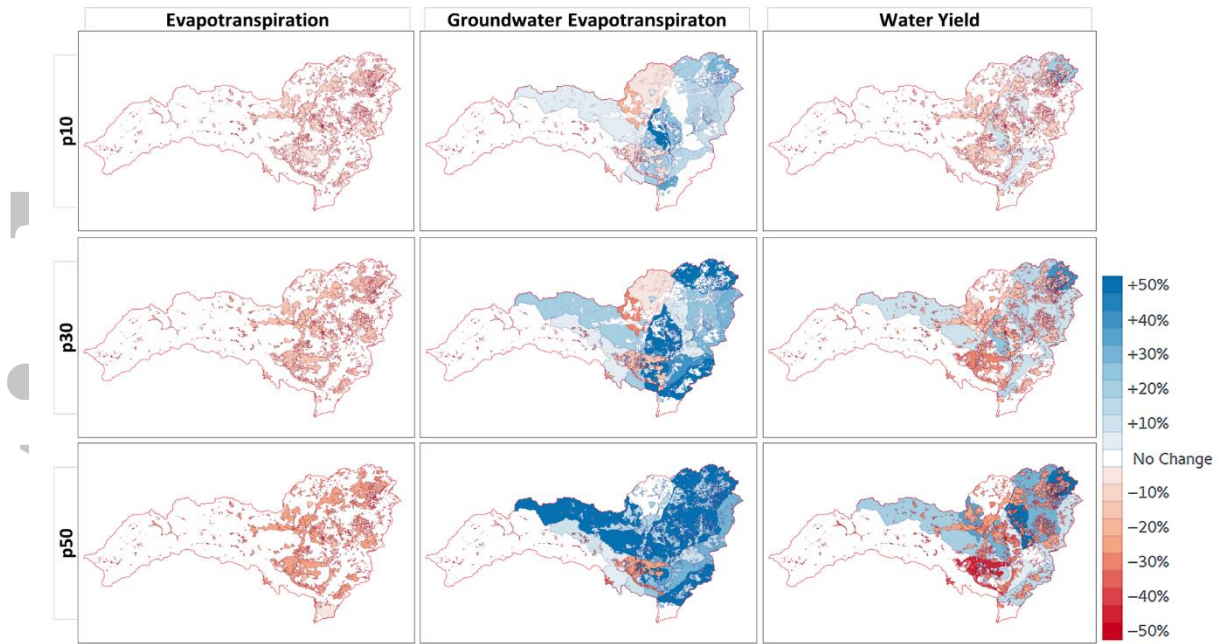 Evapotranspiration
Groundwater Evapotranspiraton
Water Yield
p10
p30
p50
+50%
+40%
+30%
+20%
+10%
No Change
−10%
−20%
−30%
−40%
−50%